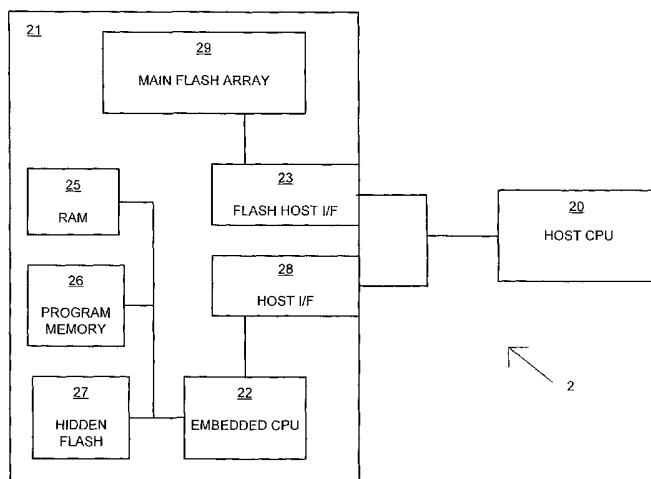 21
29
MAIN FLASH ARRAY
25
RAM
23
FLASH HOST I/F
20
HOST CPU
26
PROGRAM
MEMORY
28
HOST I/F
27
HIDDEN
FLASH
22
EMBEDDED CPU
2